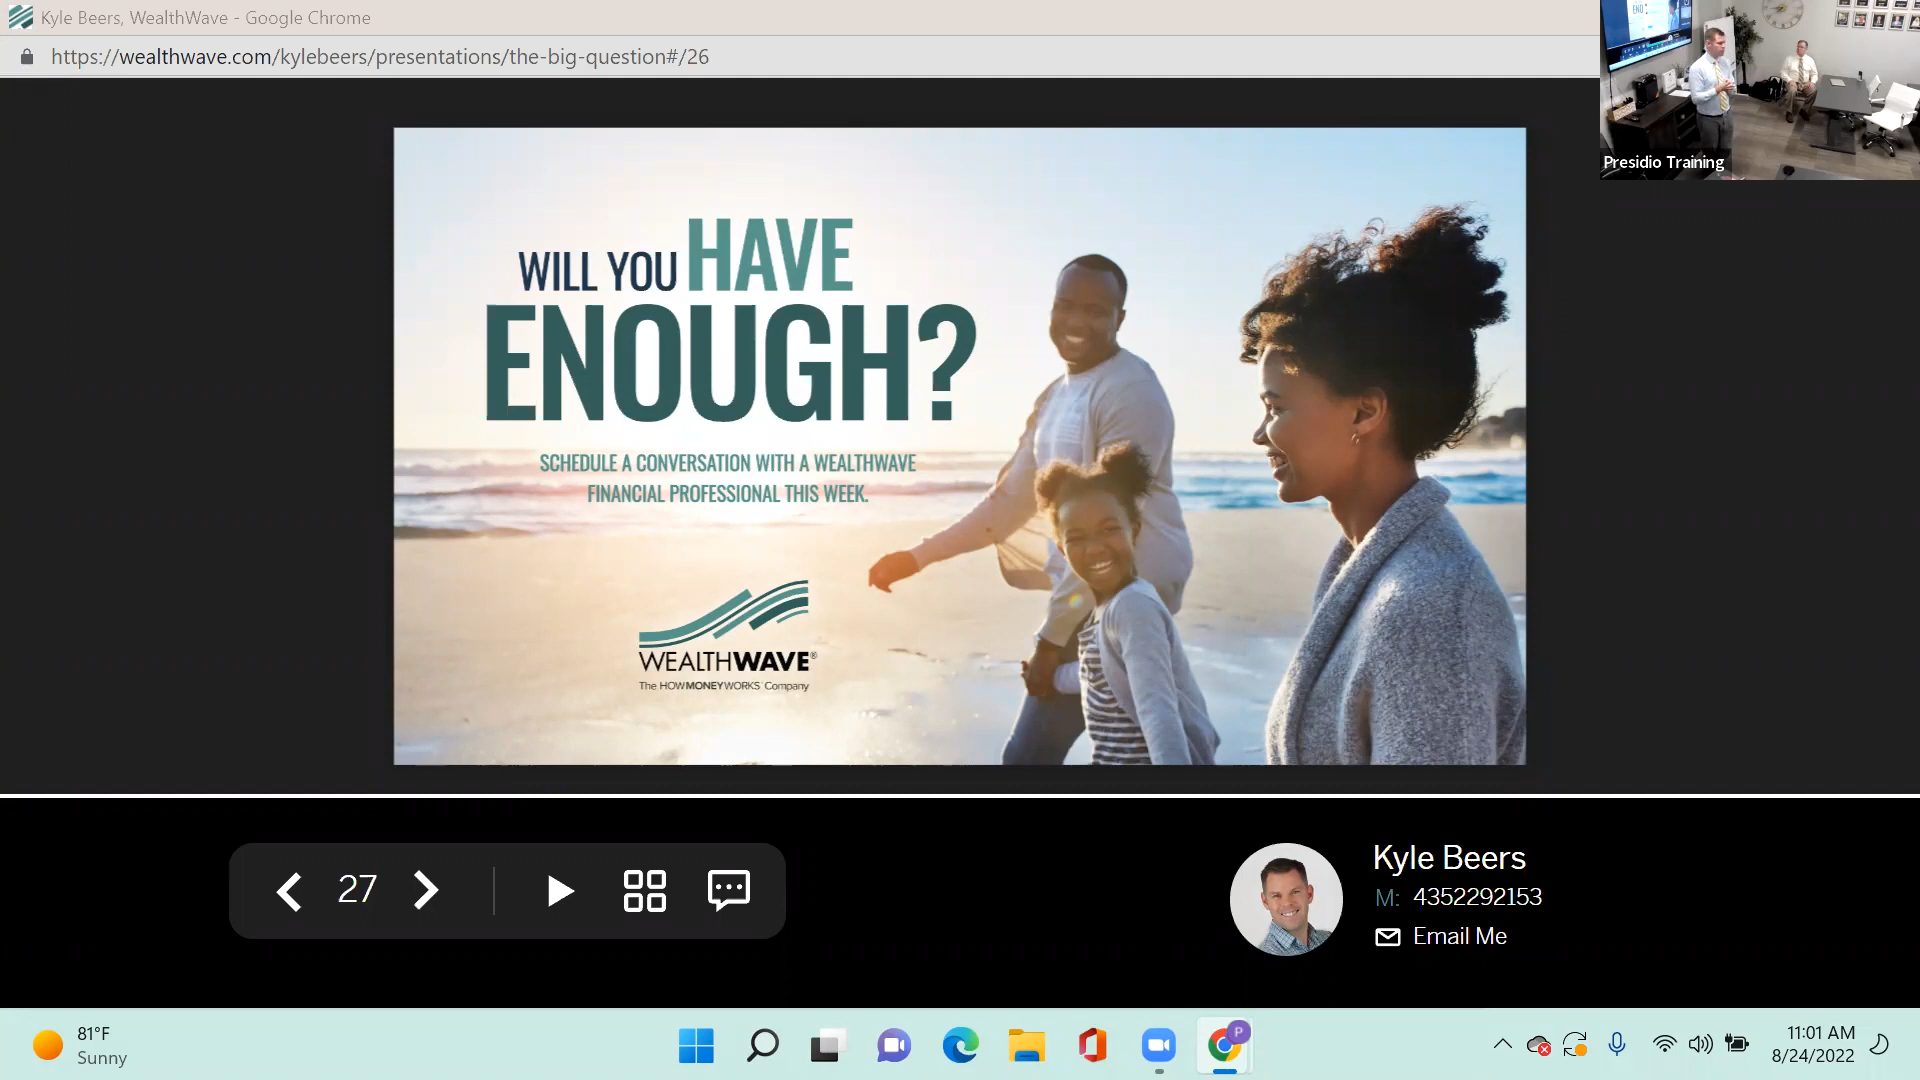 Kyle Beers, WealthWave - Google Chrome
https://wealthwave.com/kylebeers/presentations/the-big-question#/26
Presidio Training
WILL YOU HAVE
ENOUGH?
SCHEDULE A CONVERSATION WITH A WEALTHWAVE
FINANCIAL PROFESSIONAL THIS WEEK.
WEALTHWAVE®
The HOWMONEYWORKS Company
27
Kyle Beers
M: 4352292153
Email Me
81°F
Sunny
P
11:01 AM
8/24/2022